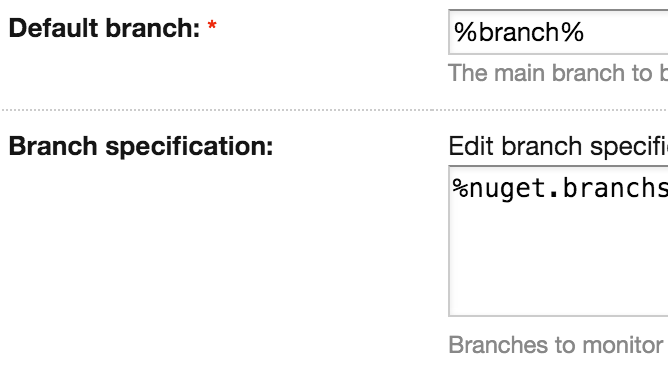 Default branch: *
%branch%
The main branch to
Branch specification:
Edit branch specifi
%nuget.branchs
Branches to monitor